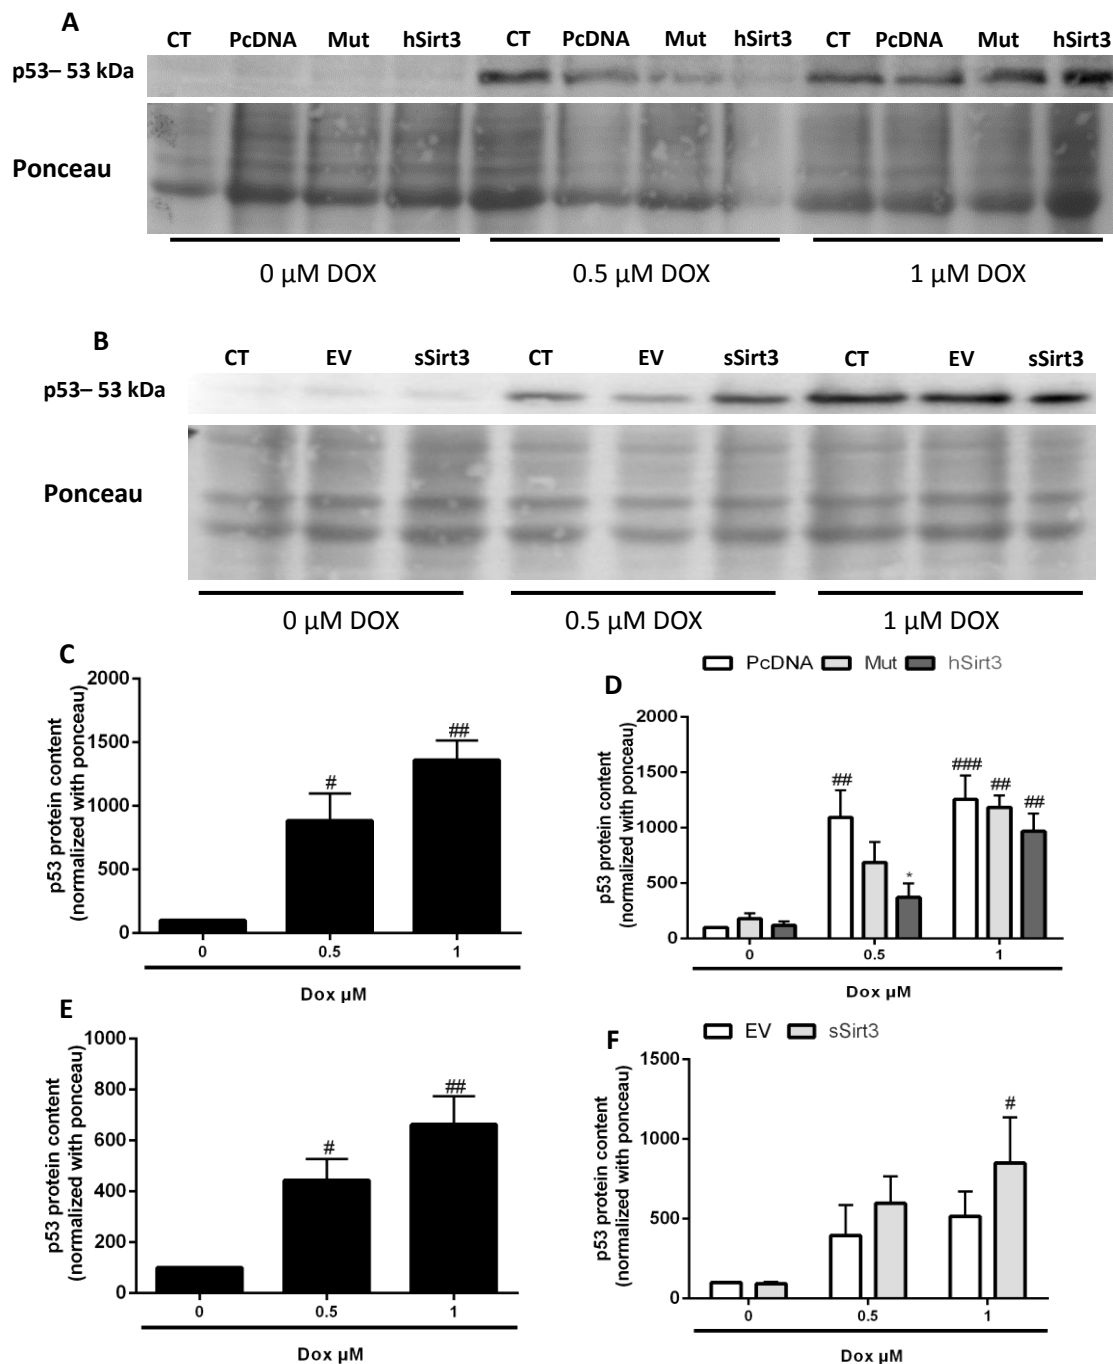 A
CT PcDNA Mut hSirt3 CT PcDNA Mut hSirt3 CT PcDNA Mut hSirt3
p53– 53 kDa
Ponceau
0 µM DOX 0.5 µM DOX 1 µM DOX
B
CT EV sSirt3 CT EV sSirt3 CT EV sSirt3
p53– 53 kDa
Ponceau
0 µM DOX 0.5 µM DOX 1 µM DOX
C
p53 protein content
(normalized with ponceau)
2000
1500
1000
500
0
# ##
0 0.5 1
Dox µM
PcDNA Mut hSirt3
D
p53 protein content
(normalized with ponceau)
2000
1500
1000
500
0
## * ### ## ##
0 0.5 1
Dox µM
E
p53 protein content
(normalized with ponceau)
1000
800
600
400
200
0
# ##
0 0.5 1
Dox µM
EV sSirt3
F
p53 protein content
(normalized with ponceau)
1500
1000
500
0
#
0 0.5 1
Dox µM